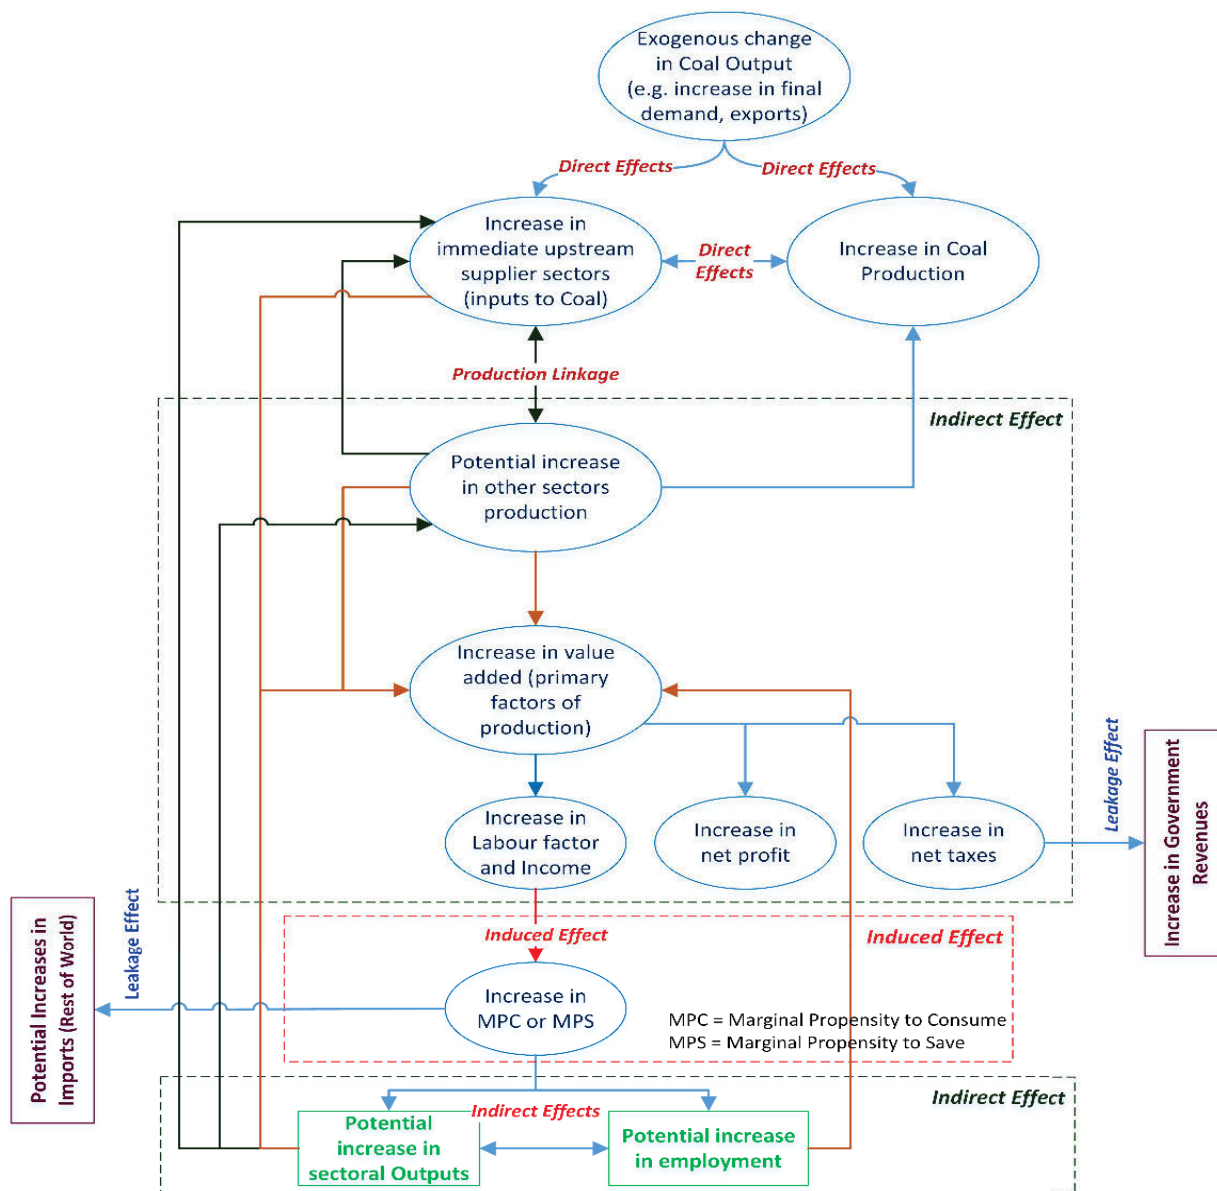 Exogenous change
in Coal Output
(e.g. increase in final
demand, exports)
Direct Effects
Direct Effects
Increase in
immediate upstream
supplier sectors
(inputs to Coal)
Direct
Effects
Increase in Coal
Production
Production Linkage
Indirect Effect
Potential increase
in other sectors
production
Increase in value
added (primary
factors of
production)
Increase in
Labour factor
and Income
Increase in
net profit
Increase in
net taxes
Leakage Effect
Increase in Government
Revenues
Induced Effect
Induced Effect
Leakage Effect
Potential Increases in
Imports (Rest of World)
Increase in
MPC or MPS
MPC = Marginal Propensity to Consume
MPS = Marginal Propensity to Save
Indirect Effect
Indirect Effects
Potential
increase in
sectoral Outputs
Potential increase
in employment